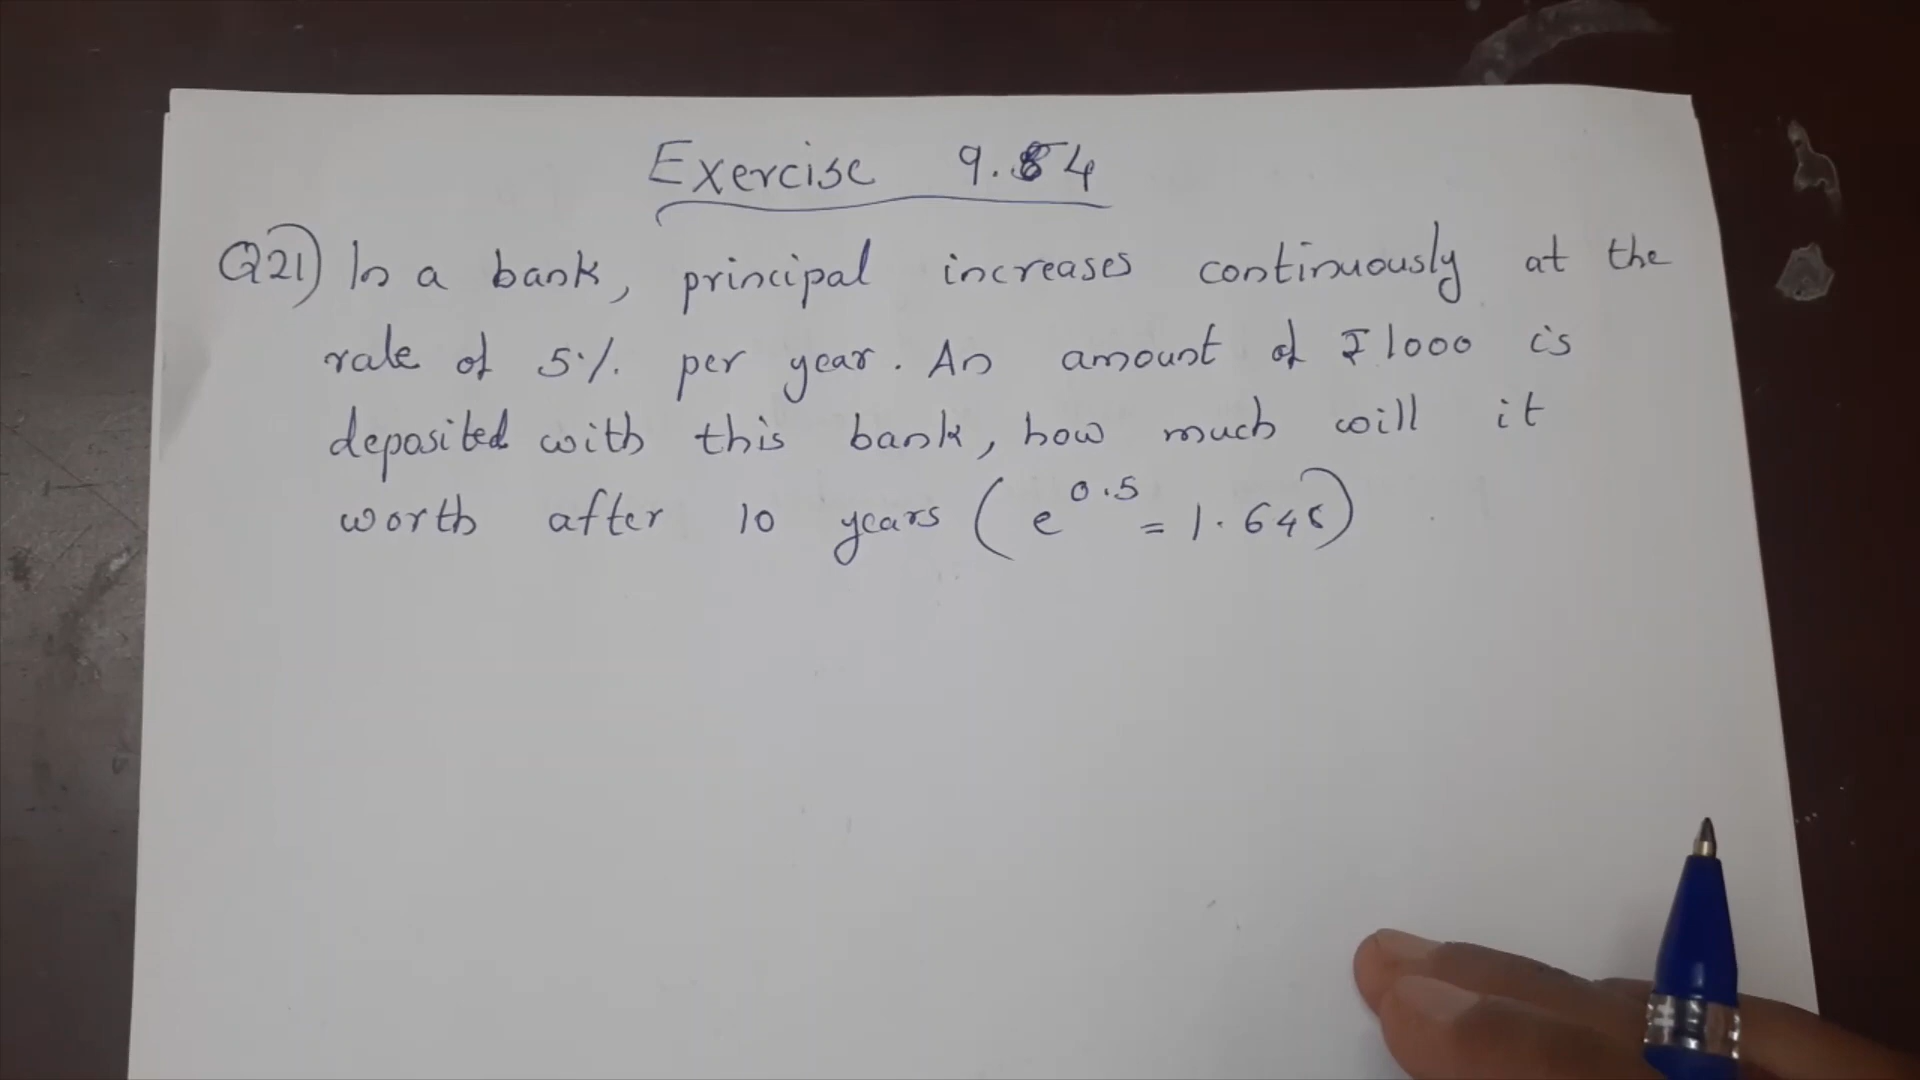 Exercise 9.4
Q21) In a bank, principal increases continuously at the
rate of 5% per year. An amount of ₹1000 is
deposited with this bank, how much will it
worth after 10 years (e^0.5 = 1.648)